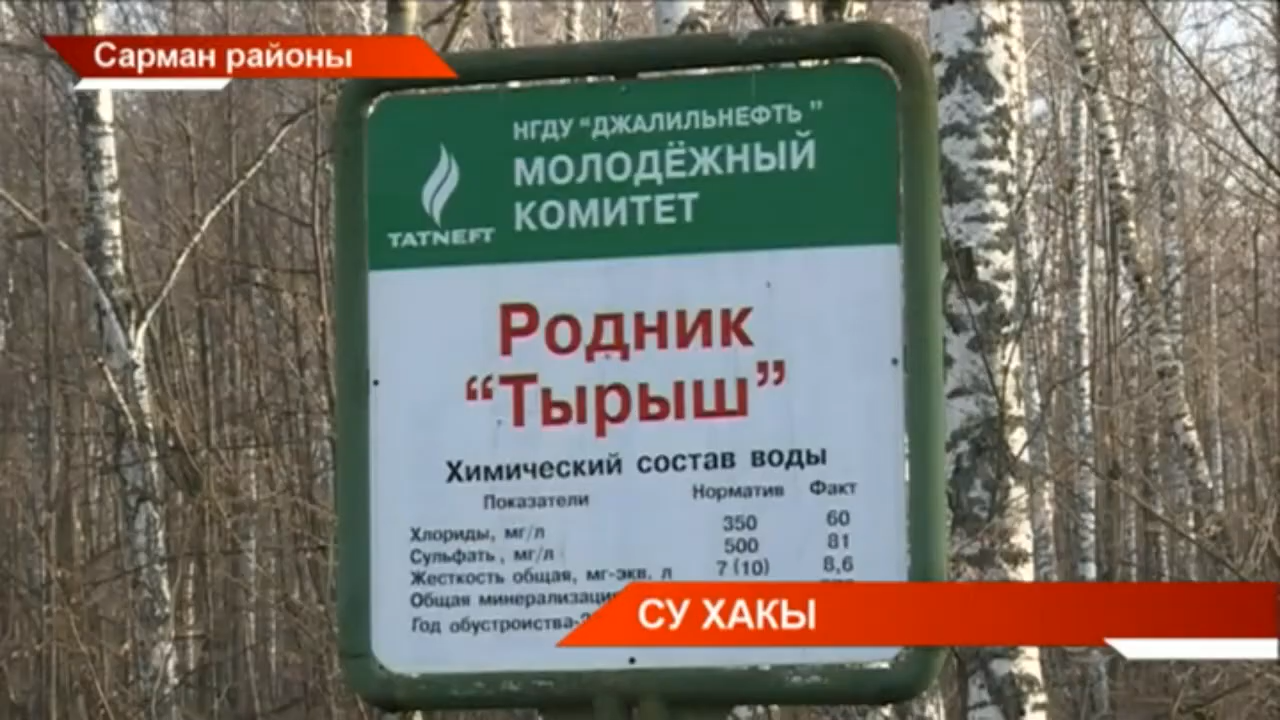 Сарман районы
НГДУ “ДЖАЛИЛЬНЕФТЬ”
МОЛОДЁЖНЫЙ
КОМИТЕТ
TATNEFT
Родник
“Тырыш”
Химический состав воды
Показатели Норматив Факт
Хлориды, мг/л 350 60
Сульфать, мг/л 500 81
Жесткость общая, мг-экв. л 7 (10) 8,6
Общая
Год обустроиства-
СУ ХАКЫ